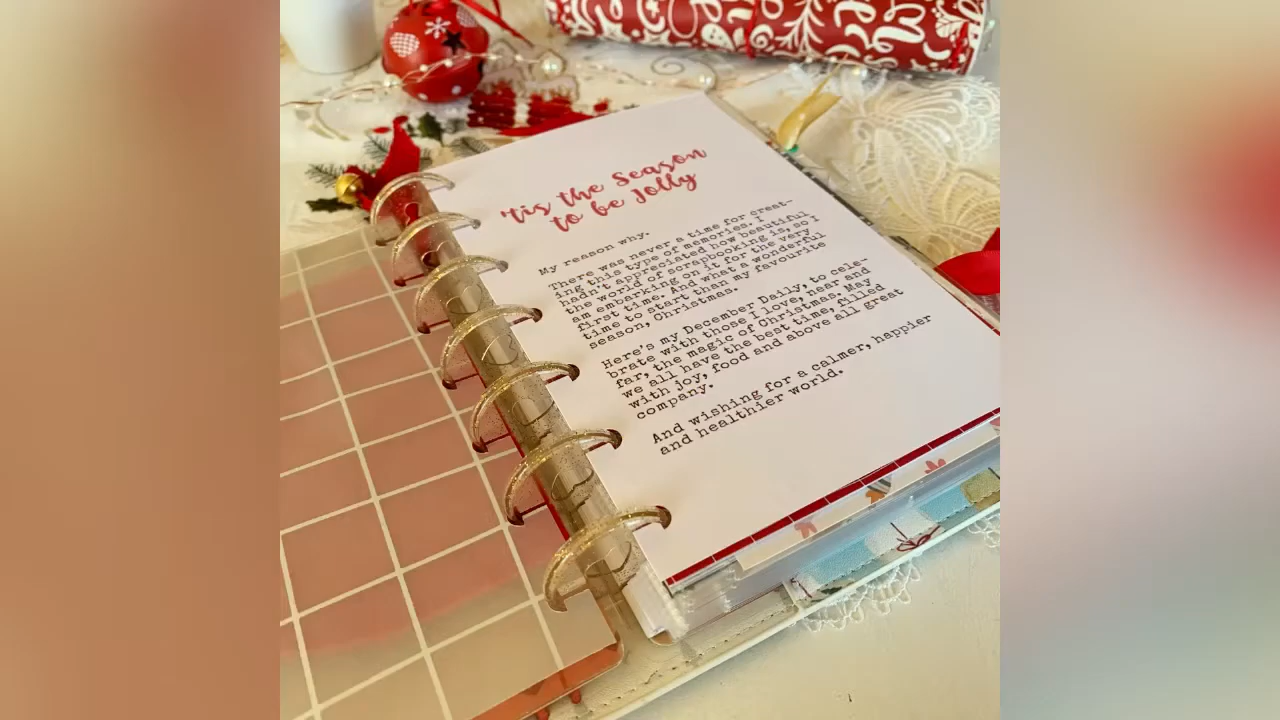 'tis the Season
to be Jolly
My reason why.
There was never a time for creat-
ing this type of memories. I
hadn't appreciated how beautiful
the world of scrapbooking is, so I
am embarking on it for the very
first time. And what a wonderful
time to start than my favourite
season, Christmas.
Here's my December Daily, to cele-
brate with those I love, near and
far, the magic of Christmas. May
we all have the best time, filled
with joy, food and above all great
company.
And wishing for a calmer, happier
and healthier world.